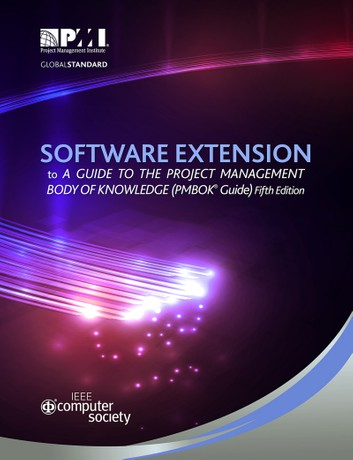 PMI
Project Management Institute
GLOBALSTANDARD
SOFTWARE EXTENSION
to A GUIDE TO THE PROJECT MANAGEMENT
BODY OF KNOWLEDGE (PMBOK® Guide) Fifth Edition
IEEE
computer
society